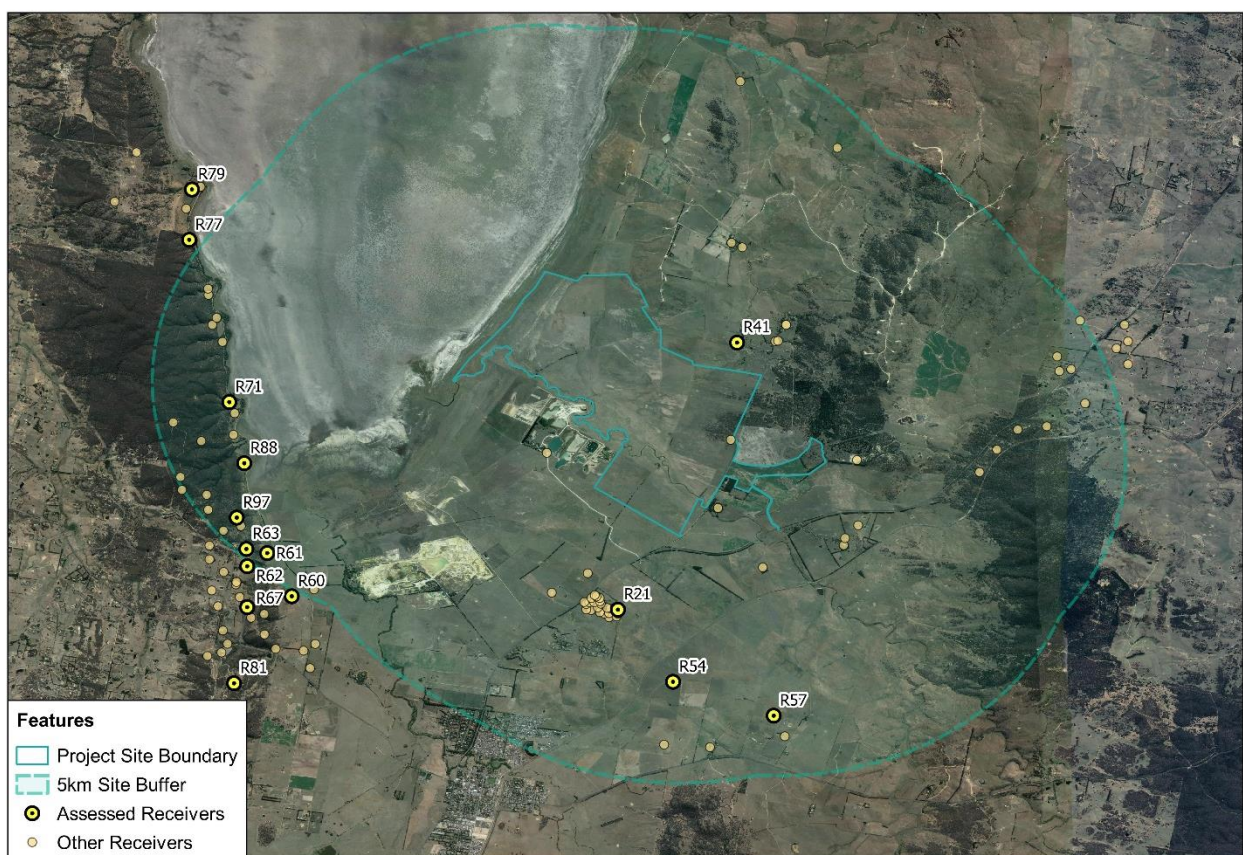 R79
R77
R41
R71
R88
R97
R63
R61
R62
R60
R67
R21
R81
R54
R57
Features
Project Site Boundary
5km Site Buffer
Assessed Receivers
Other Receivers